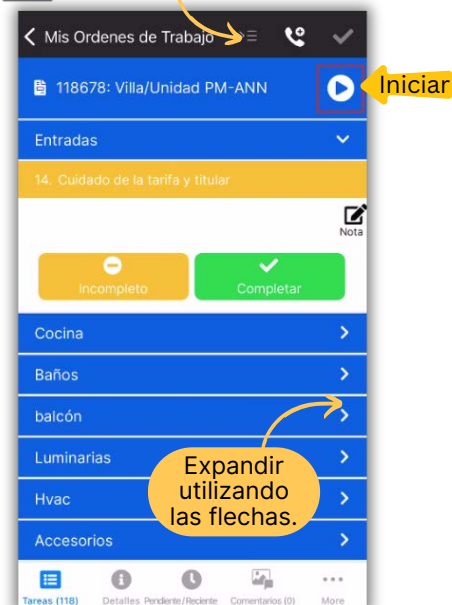 Mis Ordenes de Trabajo
118678: Villa/Unidad PM-ANN
Iniciar
Entradas
14. Cuidado de la tarifa y titular
Nota
Incompleto
Completar
Cocina
Baños
balcón
Luminarias
Hvac
Accesorios
Expandir
utilizando
las flechas.
Tareas (118)
Detalles
Pendiente/Reciente
Comentarios (0)
More